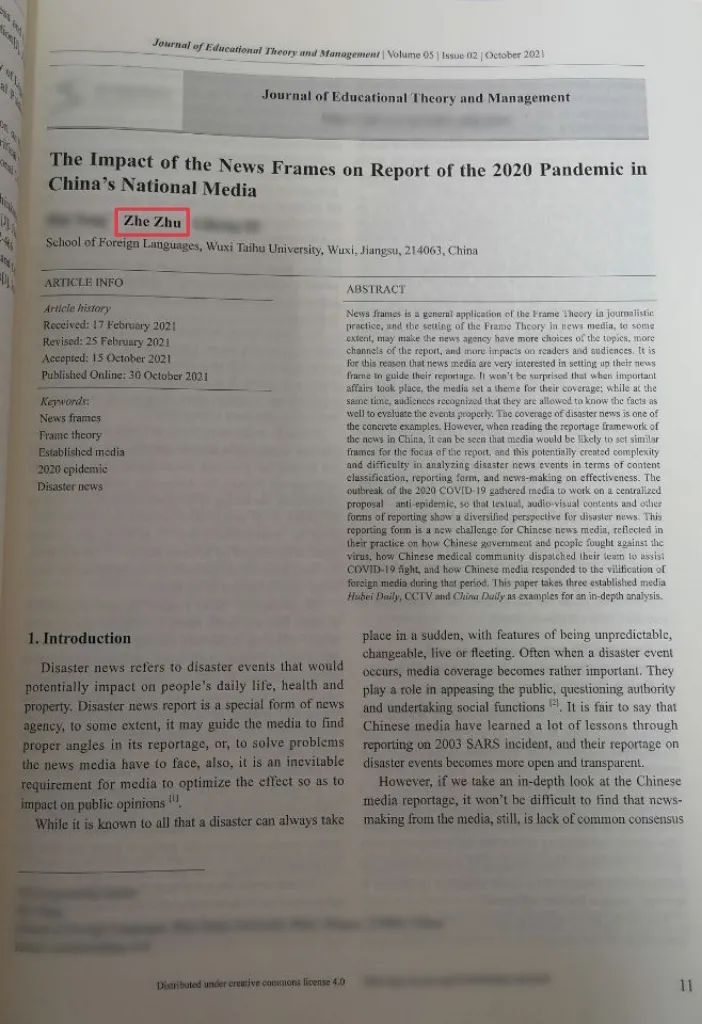 Journal of Educational Theory and Management | Volume 05 | Issue 02 | October 2021
Journal of Educational Theory and Management
The Impact of the News Frames on Report of the 2020 Pandemic in
China's National Media
Zhe Zhu
School of Foreign Languages, Wuxi Taihu University, Wuxi, Jiangsu, 214063, China
ARTICLE INFO
Article history
Received: 17 February 2021
Revised: 25 February 2021
Accepted: 15 October 2021
Published Online: 30 October 2021
Keywords:
News frames
Frame theory
Established media
2020 epidemic
Disaster news
ABSTRACT
News frames is a general application of the Frame Theory in journalistic
practice, and the setting of the Frame Theory in news media, to some
extent, may make the news agency have more choices of the topics, more
channels of the report, and more impacts on readers and audiences. It is
for this reason that news media are very interested in setting up their news
frame to guide their reportage. It won't be surprised that when important
affairs took place, the media set a theme for their coverage; while at the
same time, audiences recognized that they are allowed to know the facts as
well to evaluate the events properly. The coverage of disaster news is one of
the concrete examples. However, when reading the reportage framework of
the news in China, it can be seen that media would be likely to set similar
frames for the focus of the report, and this potentially created complexity
and difficulty in analyzing disaster news events in terms of content
classification, reporting form, and news-making on effectiveness. The
outbreak of the 2020 COVID-19 gathered media to work on a centralized
proposal anti-epidemic, so that textual, audio-visual contents and other
forms of reporting show a diversified perspective for disaster news. This
reporting form is a new challenge for Chinese news media, reflected in
their practice on how Chinese government and people fought against the
virus, how Chinese medical community dispatched their team to assist
COVID-19 fight, and how Chinese media responded to the vilification of
foreign media during that period. This paper takes three established media
Hubei Daily, CCTV and China Daily as examples for an in-depth analysis.
1. Introduction
Disaster news refers to disaster events that would
potentially impact on people's daily life, health and
property. Disaster news report is a special form of news
agency, to some extent, it may guide the media to find
proper angles in its reportage, or, to solve problems
the news media have to face, also, it is an inevitable
requirement for media to optimize the effect so as to
impact on public opinions [1].
While it is known to all that a disaster can always take
place in a sudden, with features of being unpredictable,
changeable, live or fleeting. Often when a disaster event
occurs, media coverage becomes rather important. They
play a role in appeasing the public, questioning authority
and undertaking social functions [2]. It is fair to say that
Chinese media have learned a lot of lessons through
reporting on 2003 SARS incident, and their reportage on
disaster events becomes more open and transparent.
However, if we take an in-depth look at the Chinese
media reportage, it won't be difficult to find that news-
making from the media, still, is lack of common consensus
Distributed under creative commons license 4.0
11